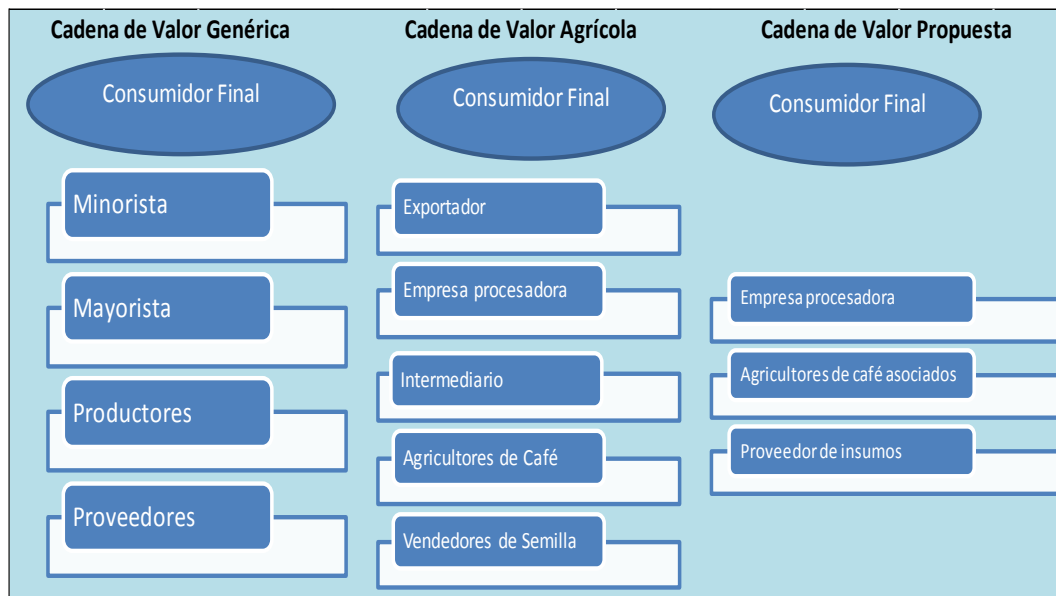 Cadena de Valor Genérica
Consumidor Final
Minorista
Mayorista
Productores
Proveedores
Cadena de Valor Agrícola
Consumidor Final
Exportador
Empresa procesadora
Intermediario
Agricultores de Café
Vendedores de Semilla
Cadena de Valor Propuesta
Consumidor Final
Empresa procesadora
Agricultores de café asociados
Proveedor de insumos